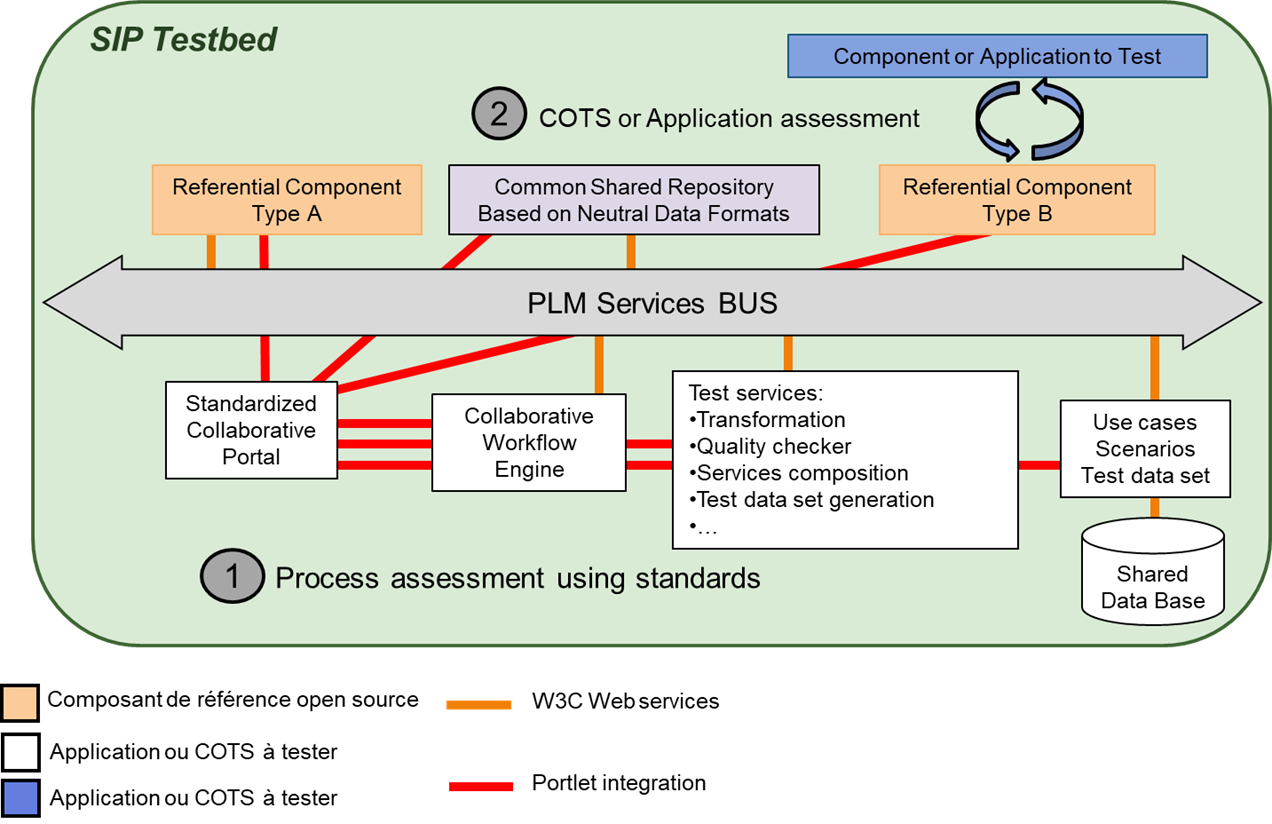 SIP Testbed
Component or Application to Test
2
COTS or Application assessment
Referential Component
Type A
Common Shared Repository
Based on Neutral Data Formats
Referential Component
Type B
PLM Services BUS
Standardized
Collaborative
Portal
Collaborative
Workflow
Engine
Test services:
•Transformation
•Quality checker
•Services composition
•Test data set generation
•...
Use cases
Scenarios
Test data set
Shared
Data Base
1
Process assessment using standards
Composant de référence open source
Application ou COTS à tester
Application ou COTS à tester
W3C Web services
Portlet integration